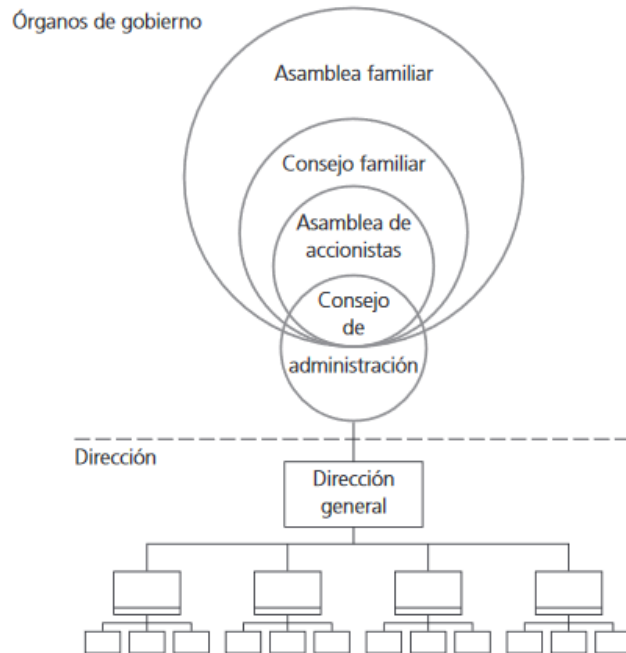 Órganos de gobierno
Asamblea familiar
Consejo familiar
Asamblea de
accionistas
Consejo
de
administración
Dirección
Dirección
general